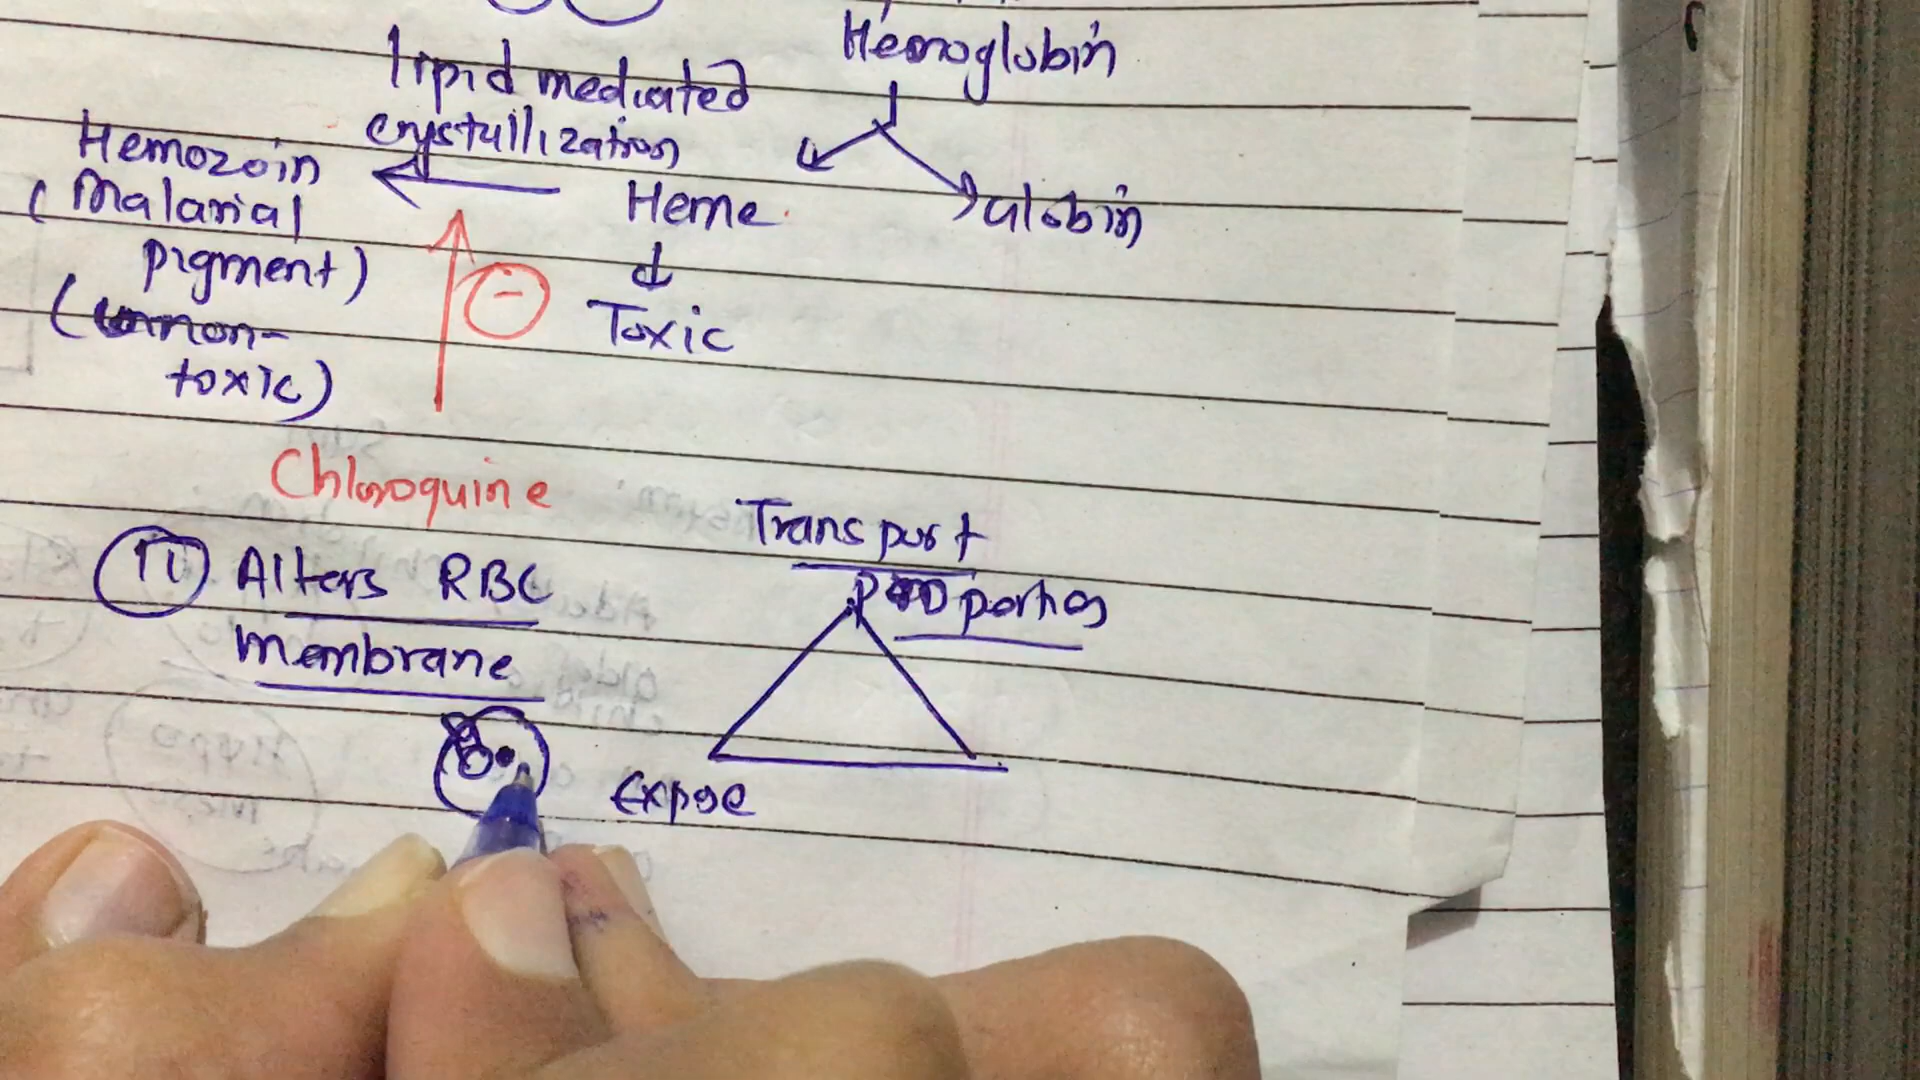 Hemoglobin
lipid mediated
crystallization
Hemozoin
Heme
Globin
(Malarial
pigment)
Toxic
(non-
toxic)
-
Chloroquine
Transport
II Alters RBC
membrane
Expose